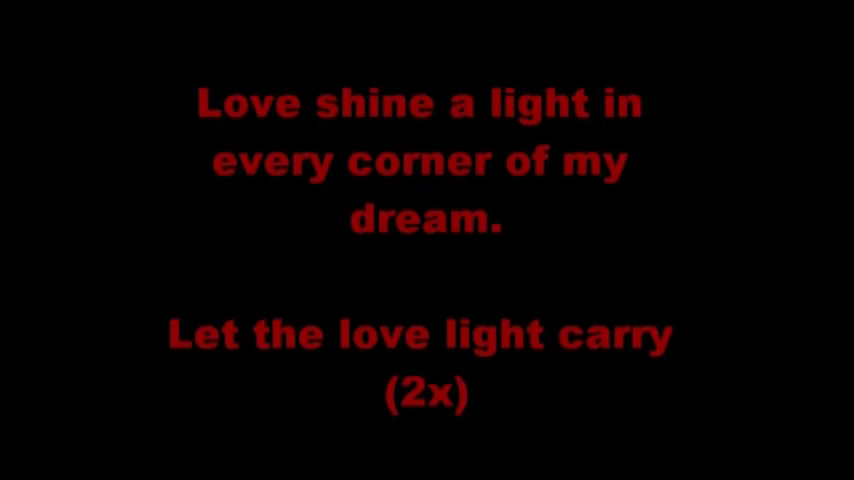 Love shine a light in
every corner of my
dream.
Let the love light carry
(2x)